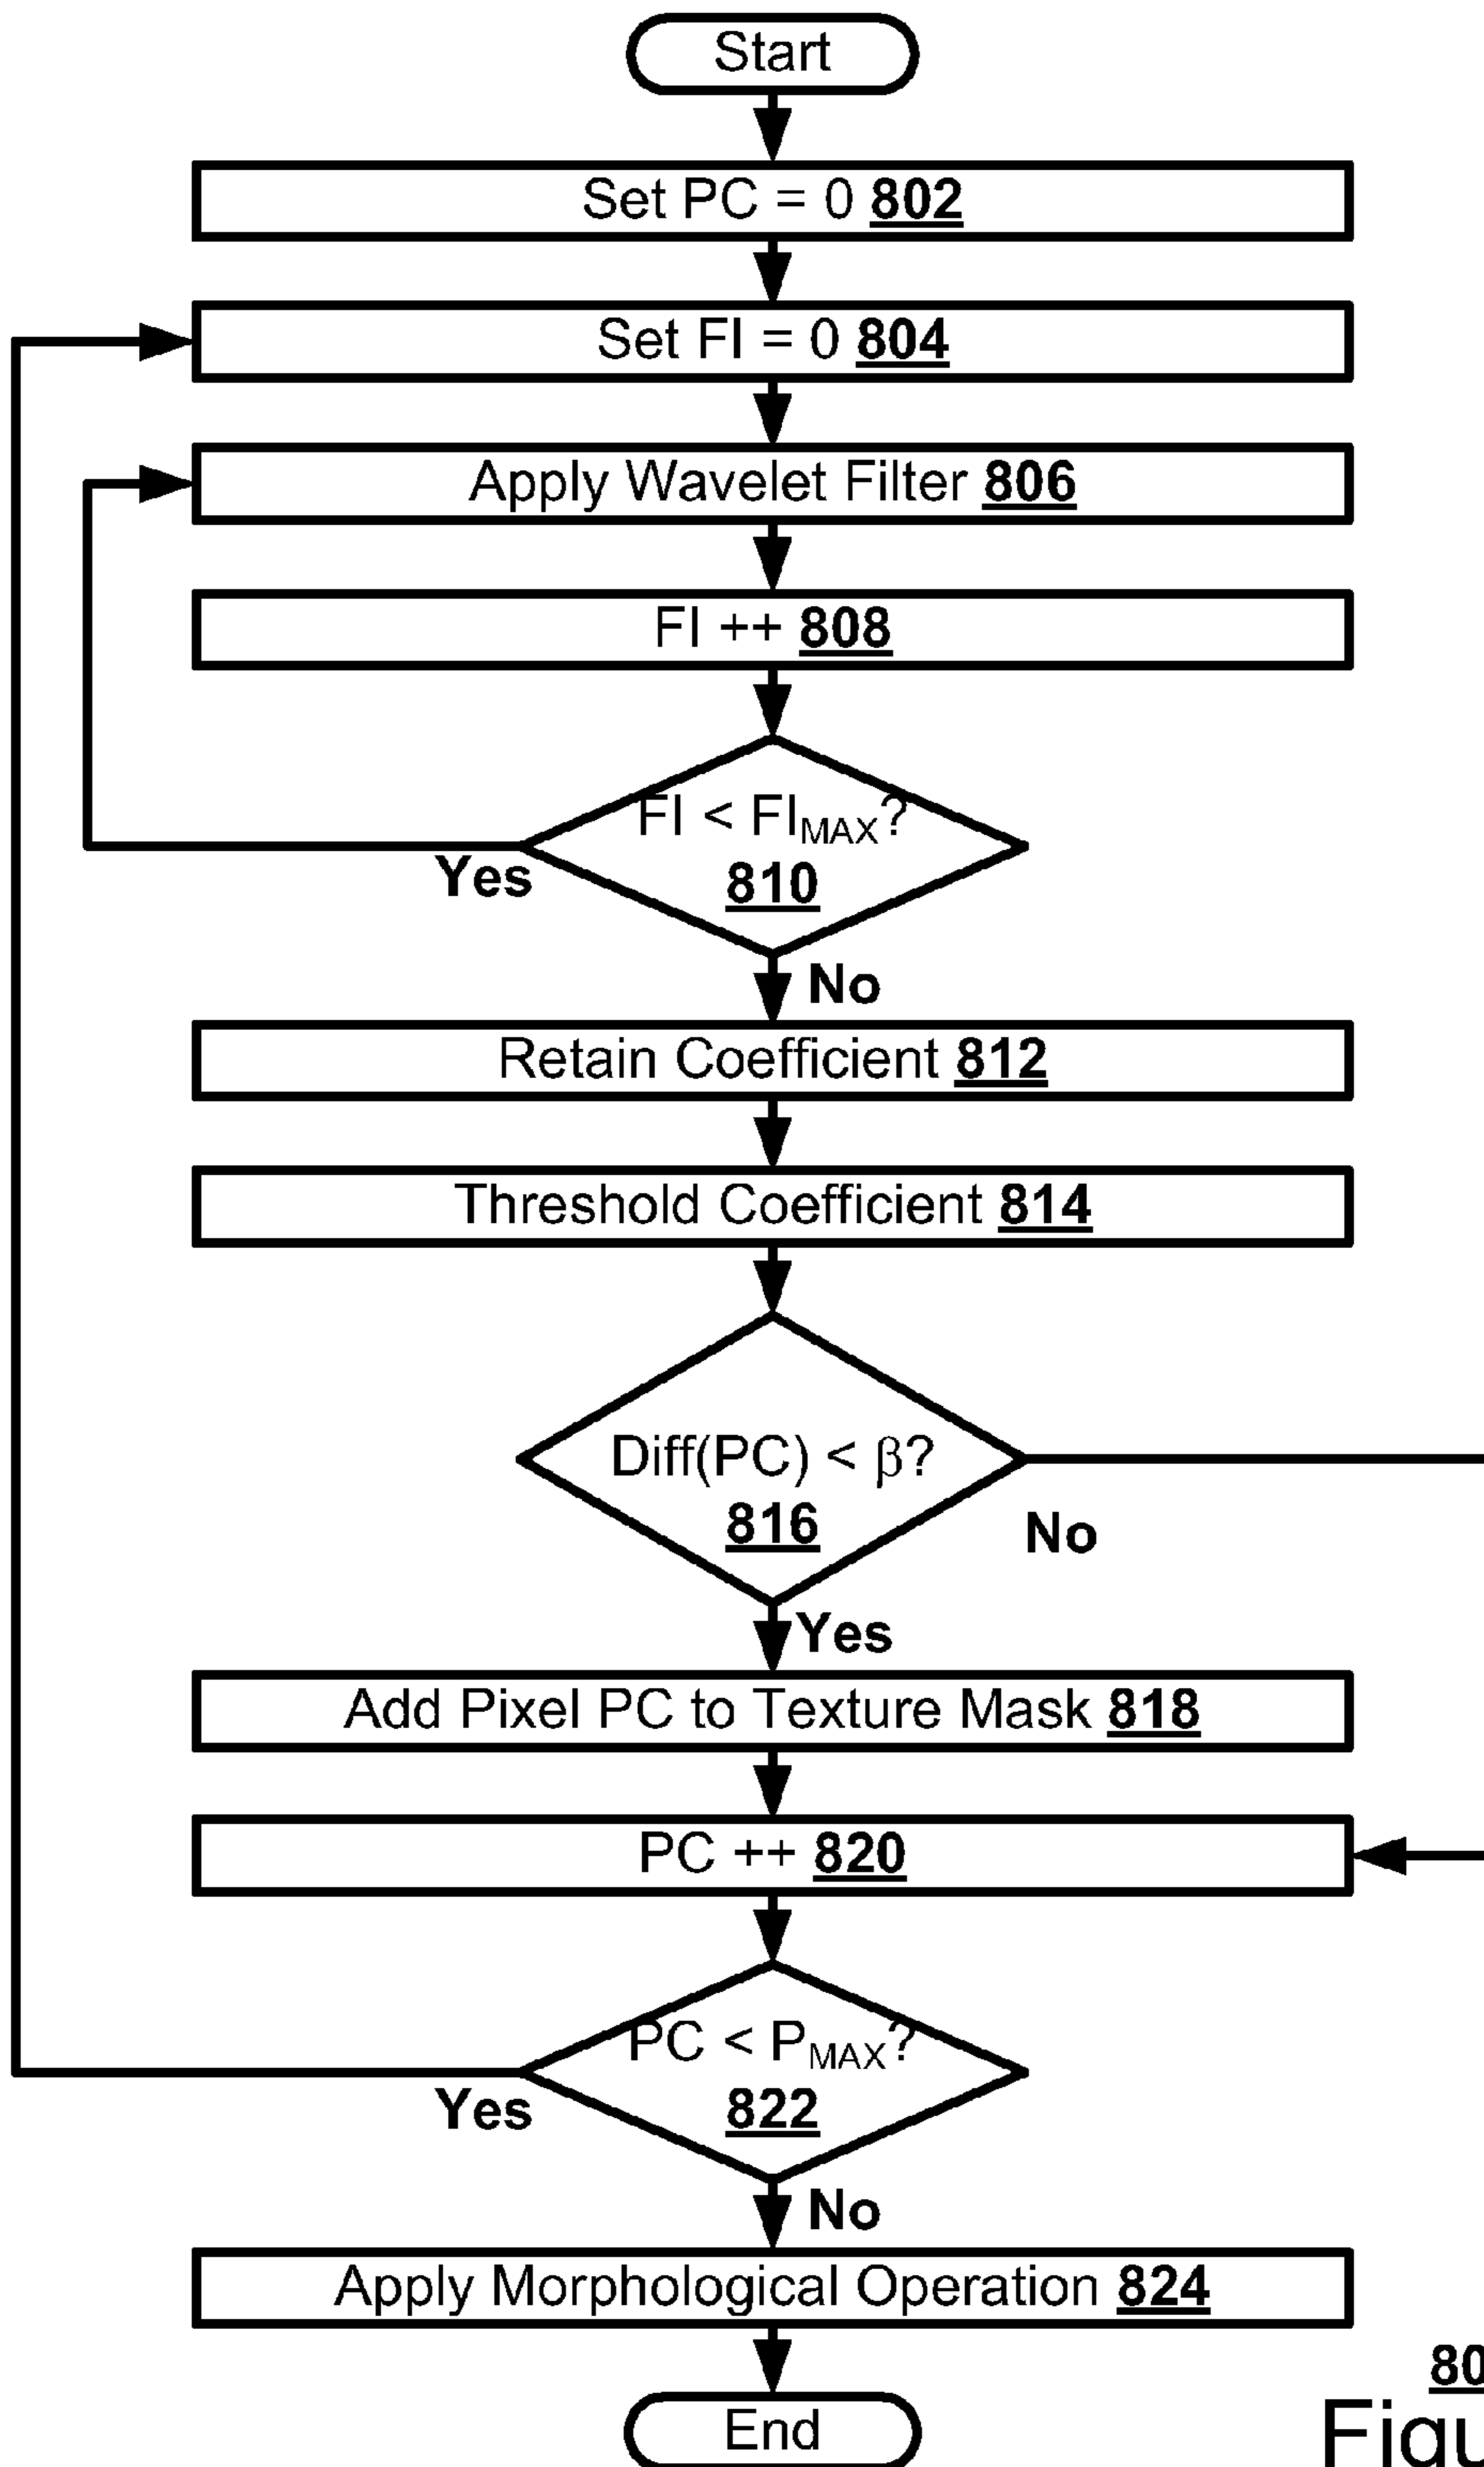 Start
Set PC = 0 802
Set FI = 0 804
Apply Wavelet Filter 806
FI ++ 808
FI < FIMAX?
810
Yes
No
Retain Coefficient 812
Threshold Coefficient 814
Diff(PC) < β?
816
No
Yes
Add Pixel PC to Texture Mask 818
PC ++ 820
PC < PMAX?
822
Yes
No
Apply Morphological Operation 824
End